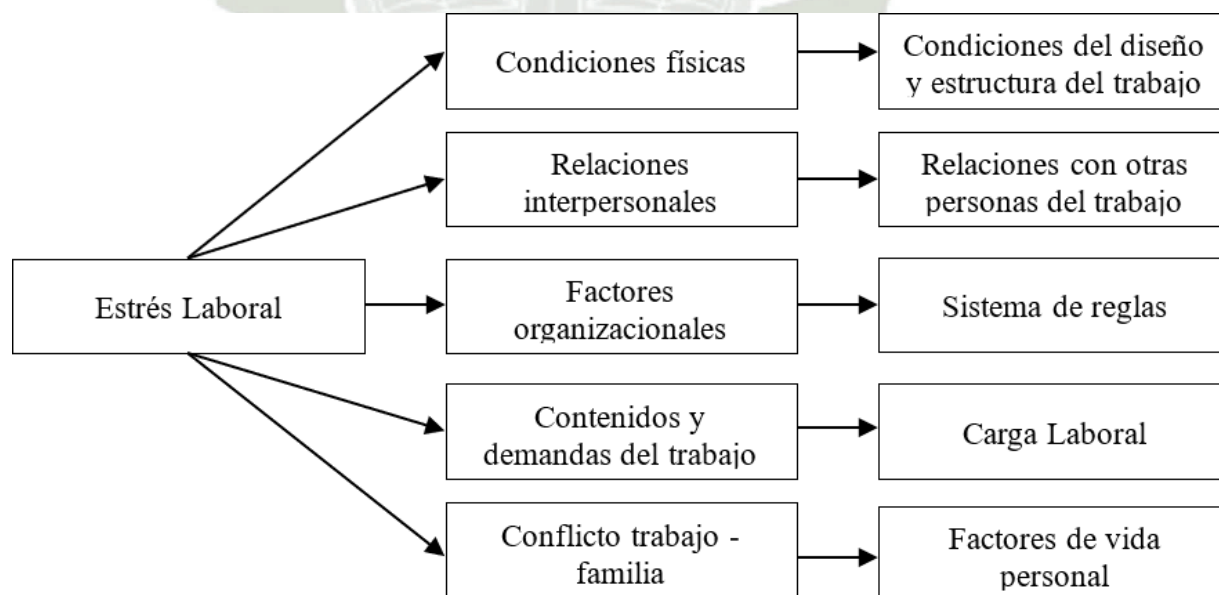 Condiciones físicas
Condiciones del diseño
y estructura del trabajo
Relaciones
interpersonales
Relaciones con otras
personas del trabajo
Estrés Laboral
Factores
organizacionales
Sistema de reglas
Contenidos y
demandas del trabajo
Carga Laboral
Conflicto trabajo -
familia
Factores de vida
personal